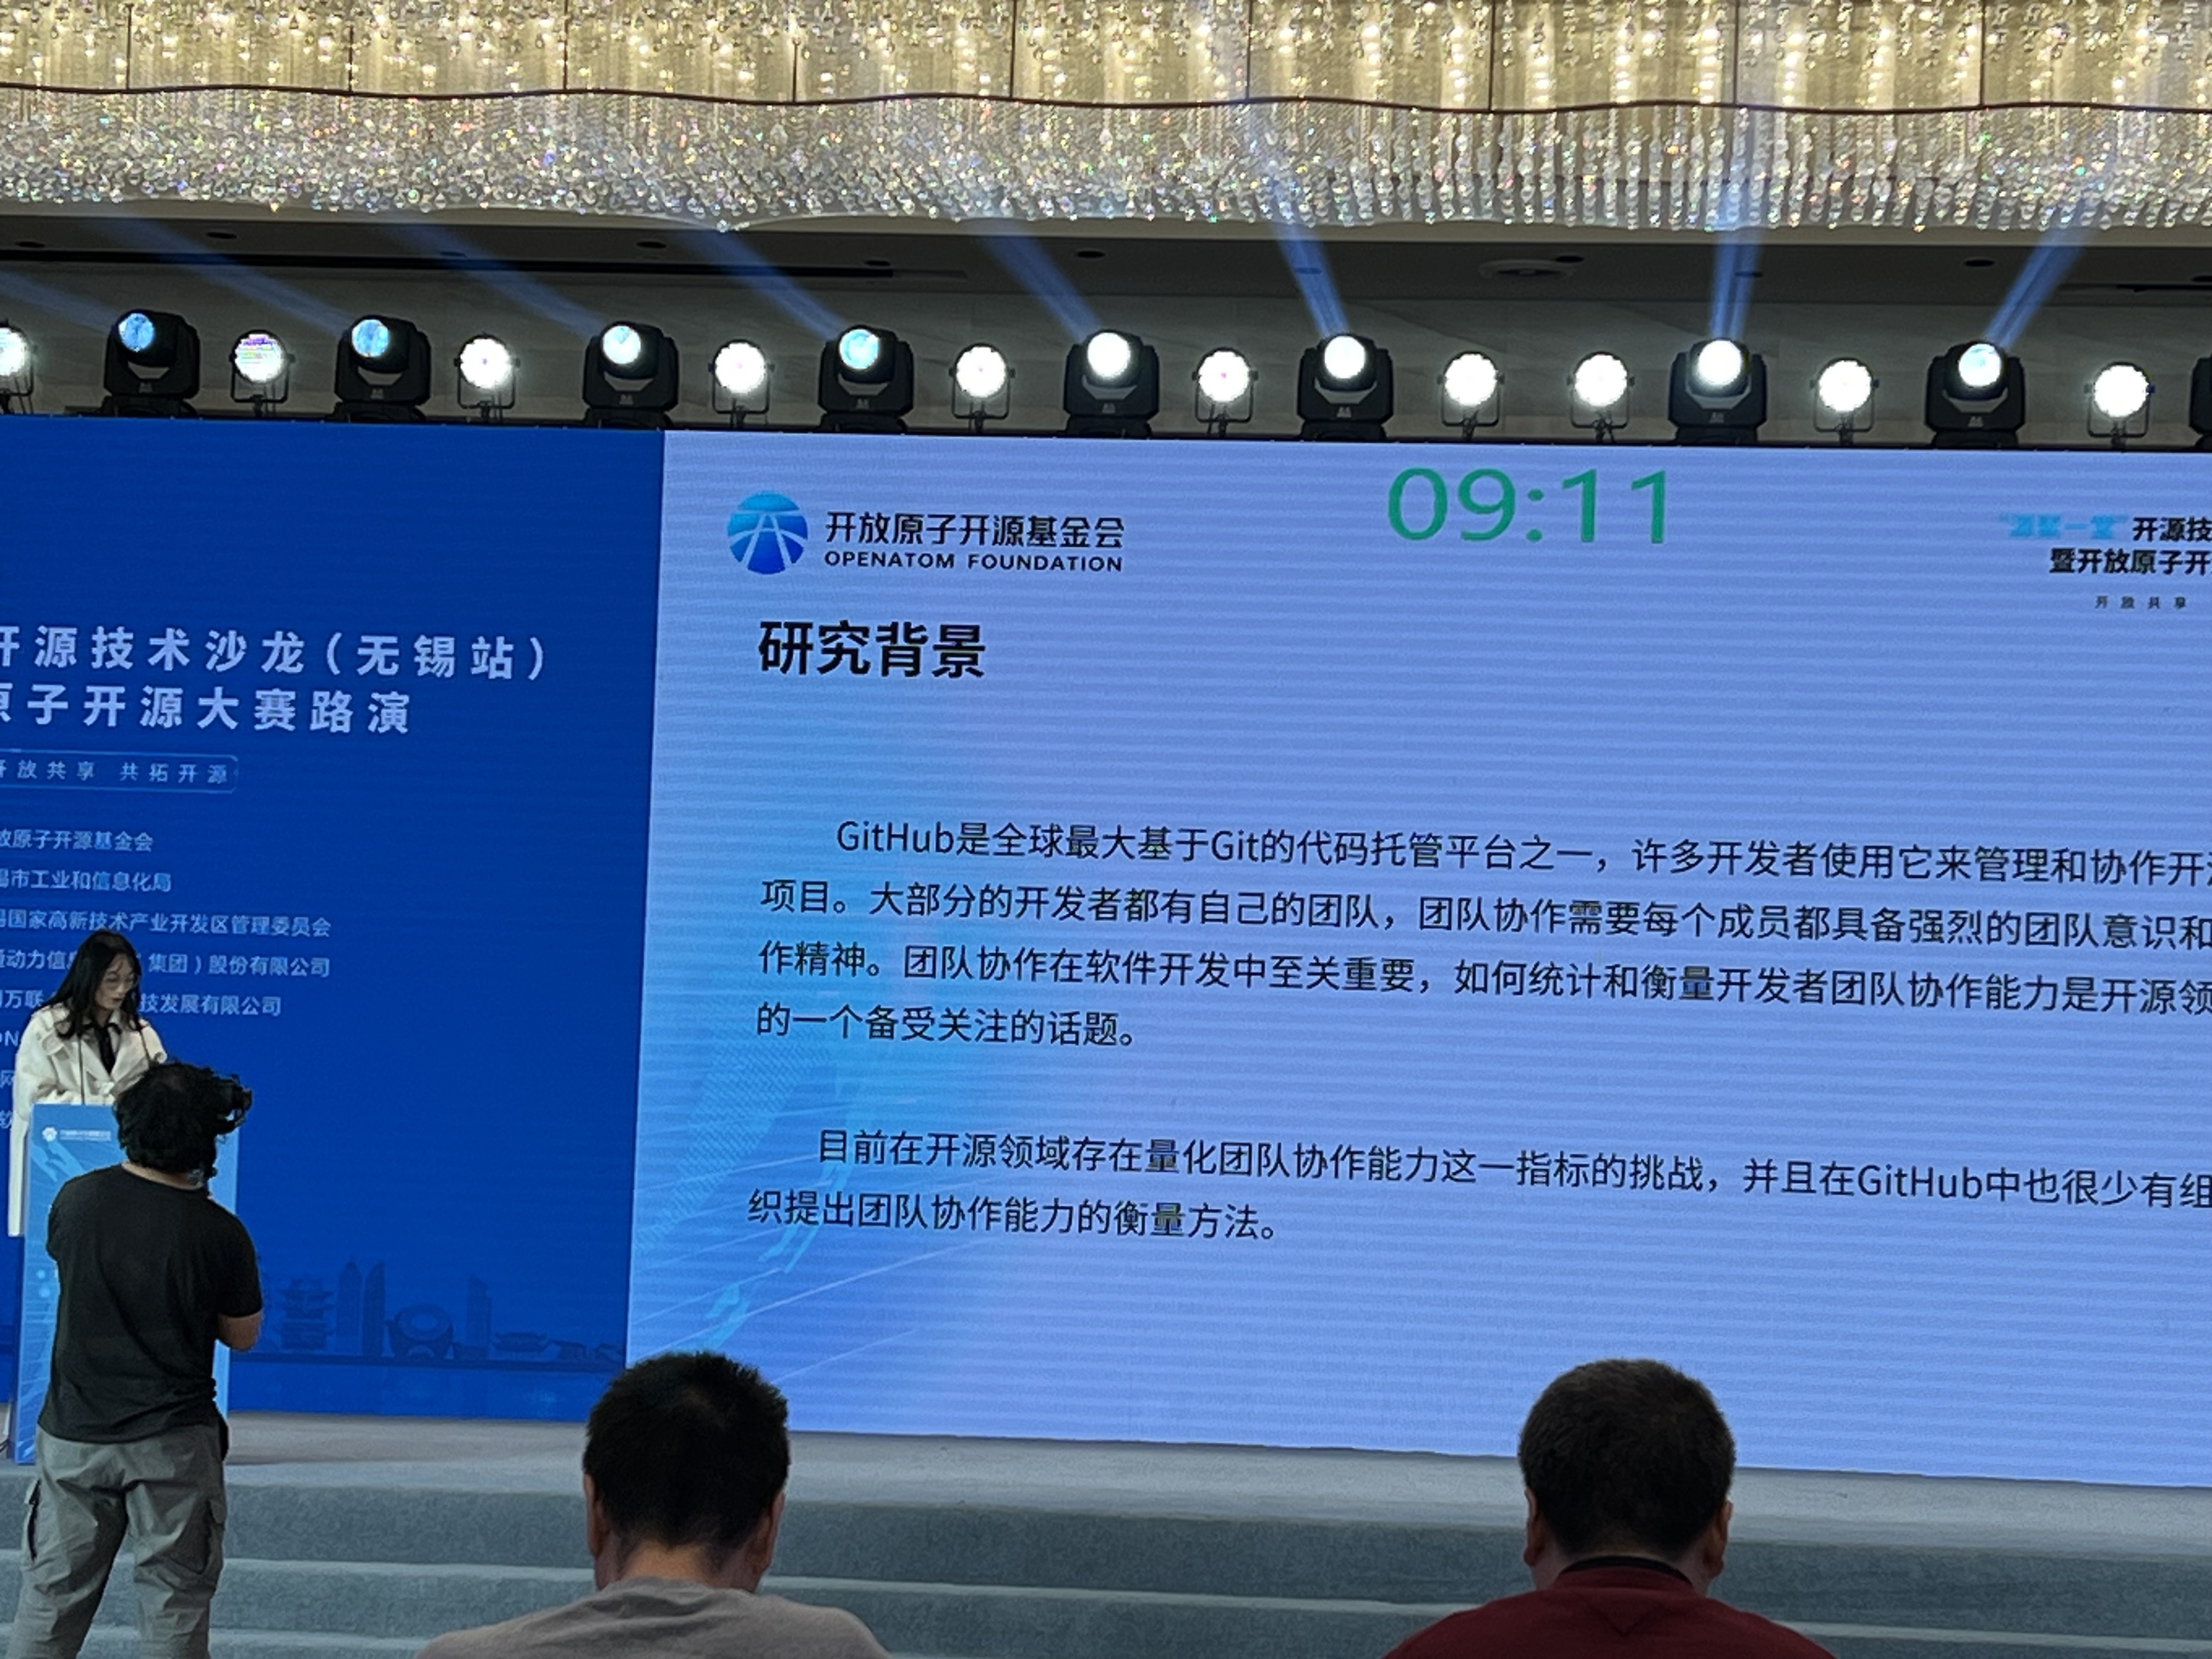 开源技术沙龙（无锡站）
原子开源大赛路演
开放共享 共拓开源
放原子开源基金会
锡市工业和信息化局
国家高新技术产业开发区管理委员会
动力信
集团）股份有限公司
万联
技发展有限公司
开放原子开源基金会
OPENATOM FOUNDATION
09:11
开源技
暨开放原子开
开放共享
研究背景
GitHub是全球最大基于Git的代码托管平台之一，许多开发者使用它来管理和协作开
项目。大部分的开发者都有自己的团队，团队协作需要每个成员都具备强烈的团队意识和
作精神。团队协作在软件开发中至关重要，如何统计和衡量开发者团队协作能力是开源领
的一个备受关注的话题。
目前在开源领域存在量化团队协作能力这一指标的挑战，并且在GitHub中也很少有组
织提出团队协作能力的衡量方法。